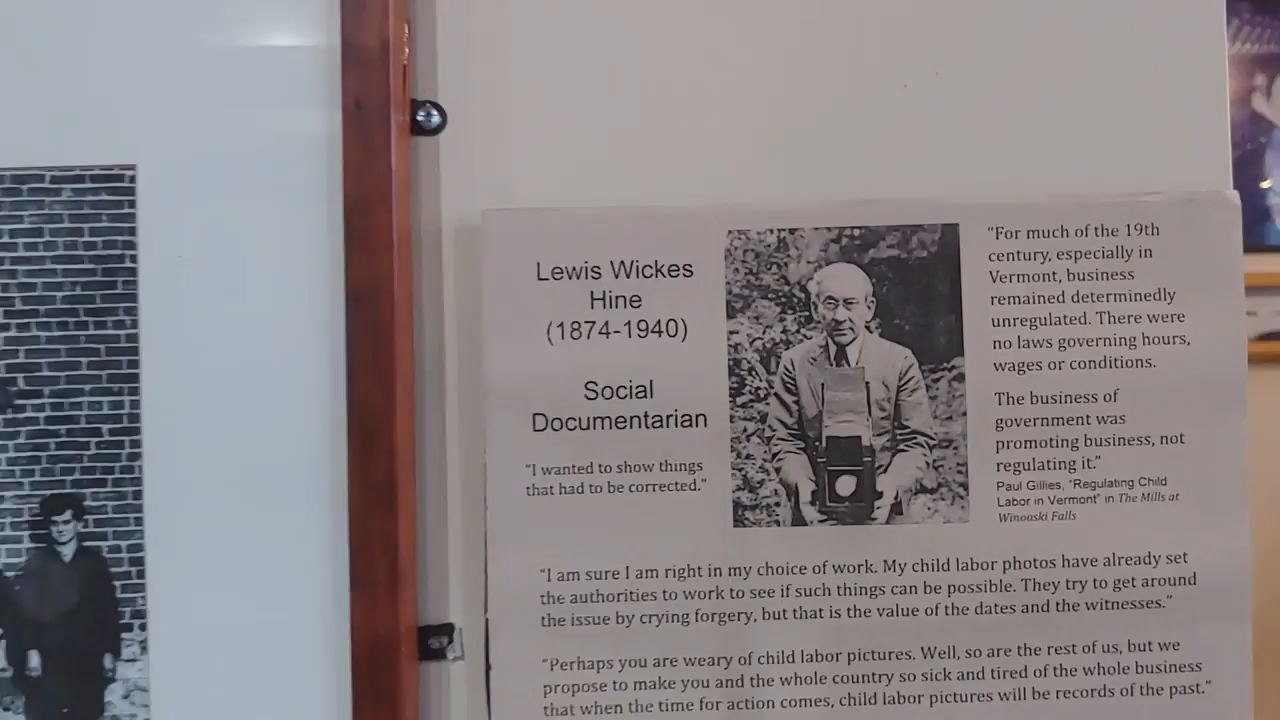 Lewis Wickes
Hine
(1874-1940)
Social
Documentarian
"I wanted to show things
that had to be corrected."
"For much of the 19th
century, especially in
Vermont, business
remained determinedly
unregulated. There were
no laws governing hours,
wages or conditions.
The business of
government was
promoting business, not
regulating it."
Paul Gillies, "Regulating Child
Labor in Vermont" in The Mills at
Winooski Falls
"I am sure I am right in my choice of work. My child labor photos have already set
the authorities to work to see if such things can be possible. They try to get around
the issue by crying forgery, but that is the value of the dates and the witnesses."
"Perhaps you are weary of child labor pictures. Well, so are the rest of us, but we
propose to make you and the whole country so sick and tired of the whole business
that when the time for action comes, child labor pictures will be records of the past."